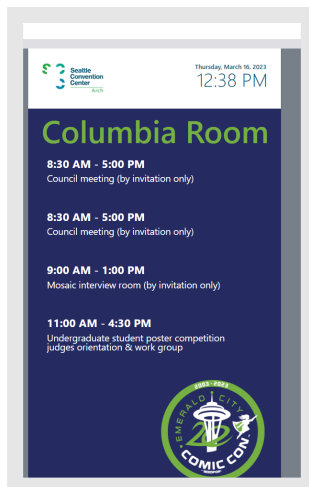 Seattle
Convention
Center
Arch
Thursday, March 16, 2023
12:38 PM
Columbia Room
8:30 AM - 5:00 PM
Council meeting (by invitation only)
8:30 AM - 5:00 PM
Council meeting (by invitation only)
9:00 AM - 1:00 PM
Mosaic interview room (by invitation only)
11:00 AM - 4:30 PM
Undergraduate student poster competition
judges orientation & work group
2003 - 2023
EMERALD CITY
20
COMIC CON